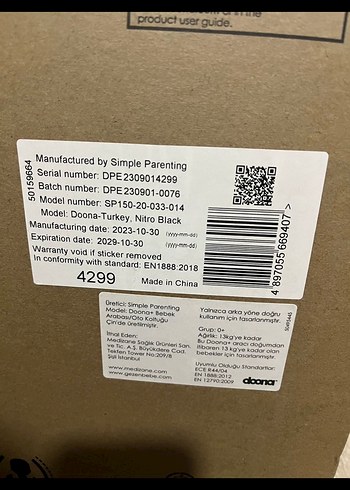 product user guide.
50159664
Manufactured by Simple Parenting
Serial number: DPE2309014299
Batch number: DPE230901-0076
Model number: SP150-20-033-014
Model: Doona-Turkey, Nitro Black
Manufacturing date: 2023-10-30 (yyyy-mm-dd)
Expiration date: 2029-10-30 (yyyy-mm-dd)
Warranty void if sticker removed
In conformity with standard: EN1888:2018
4299
Made in China
4 897055 669407 >
Üretici: Simple Parenting
Model: Doona+ Bebek
Arabası/Oto Koltuğu
Çin'de üretilmiştir.
İthal Eden:
Medizane Sağlık Ürünleri San.
ve Tic. A.Ş. Büyükdere Cad.
Tekfen Tower No:209/8
Şişli İstanbul
www.medizane.com
www.gezenbebe.com
Yalnızca arka yöne doğru
kullanım için tasarlanmıştır.
Grup: 0+
Ağırlık: 13kg'ye kadar
Bu Doona+ aracı doğumdan
itibaren 13 kg'ye kadar olan
bebekler için tasarlanmıştır.
Uyumlu Olduğu Standartlar:
ECE R44/04
EN 1888:2012
EN 12790:2009
doona